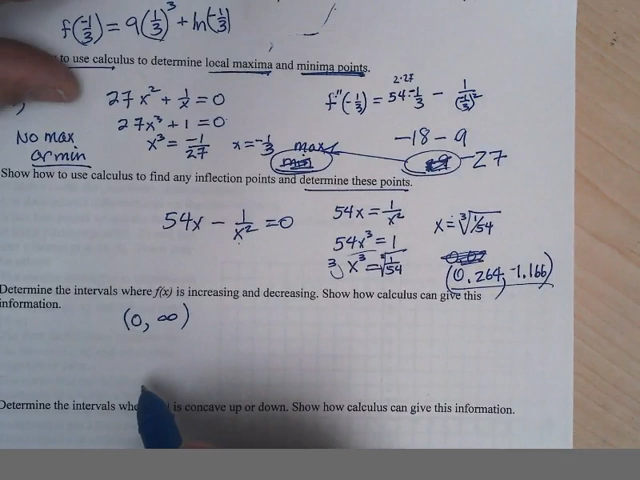 f(-1/3) = 9(1/3)^3 + ln(-1/3)
to use calculus to determine local maxima and minima points.
27x^2 + 1/x = 0
27x^3 + 1 = 0
x^3 = -1/27 x = -1/3 max
No max
or min
2·27
f"(-1/3) = 54·-1/3 - 1/(-1/3)^2
-18 - 9
-27
Show how to use calculus to find any inflection points and determine these points.
54x - 1/x^2 = 0
54x = 1/x^2
54x^3 = 1
3√x^3 = 3√1/54
x = 3√1/54
(0.264, -1.166)
Determine the intervals where f(x) is increasing and decreasing. Show how calculus can give this
information.
(0, ∞)
Determine the intervals whe is concave up or down. Show how calculus can give this information.